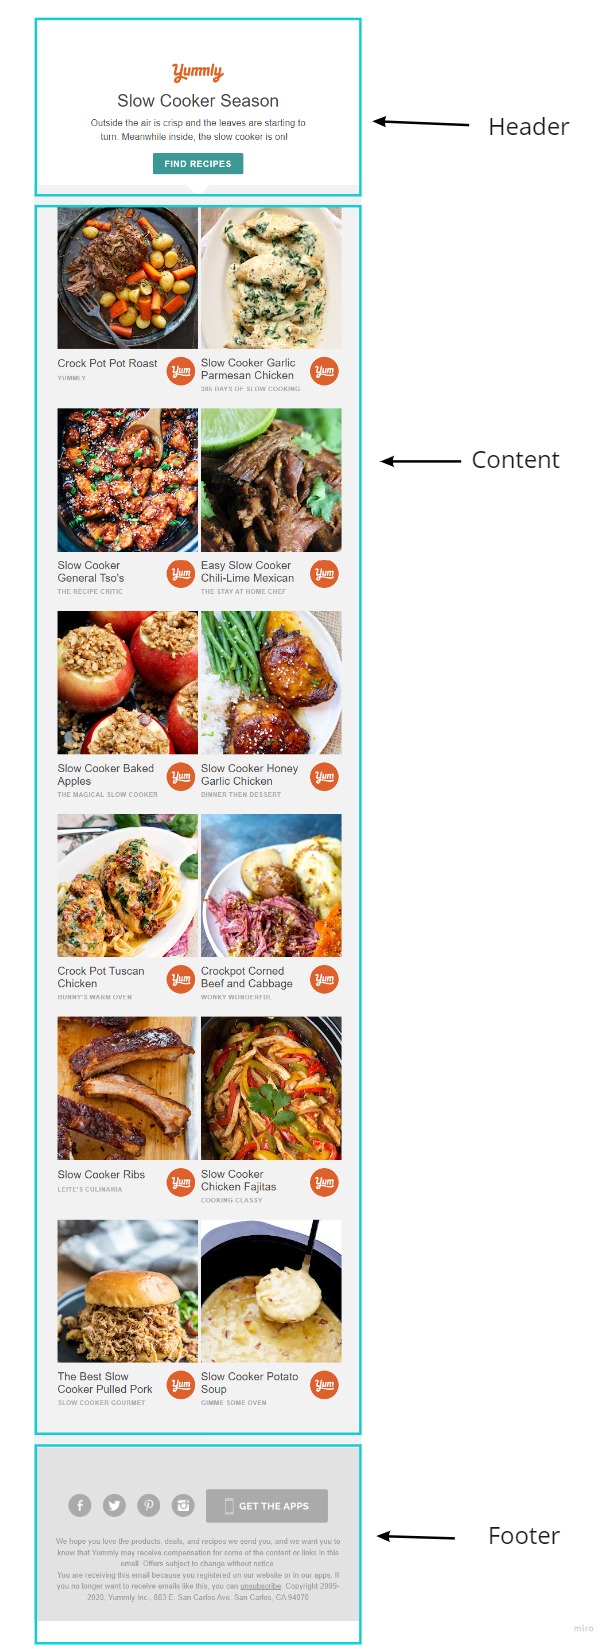 Yummly
Slow Cooker Season
Outside the air is crisp and the leaves are starting to
turn. Meanwhile inside, the slow cooker is on!
FIND RECIPES
Header
Crock Pot Pot Roast
YUMMLY
Yum
Slow Cooker Garlic
Parmesan Chicken
365 DAYS OF SLOW COOKING
Yum
Content
Slow Cooker
General Tso's
THE RECIPE CRITIC
Yum
Easy Slow Cooker
Chili-Lime Mexican
THE STAY AT HOME CHEF
Yum
Slow Cooker Baked
Apples
THE MAGICAL SLOW COOKER
Yum
Slow Cooker Honey
Garlic Chicken
DINNER THEN DESSERT
Yum
Crock Pot Tuscan
Chicken
BUNNY'S WARM OVEN
Yum
Crockpot Corned
Beef and Cabbage
WONKY WONDERFUL
Yum
Slow Cooker Ribs
LEITE'S CULINARIA
Yum
Slow Cooker
Chicken Fajitas
COOKING CLASSY
Yum
The Best Slow
Cooker Pulled Pork
SLOW COOKER GOURMET
Yum
Slow Cooker Potato
Soup
GIMME SOME OVEN
Yum
GET THE APPS
Footer
We hope you love the products, deals, and recipes we send you, and we want you to
know that Yummly may receive compensation for some of the content or links in this
email. Offers subject to change without notice.
You are receiving this email because you registered on our website or in our apps. If
you no longer want to receive emails like this, you can unsubscribe. Copyright 2009-
2020, Yummly Inc., 883 E. San Carlos Ave. San Carlos, CA 94070
miro